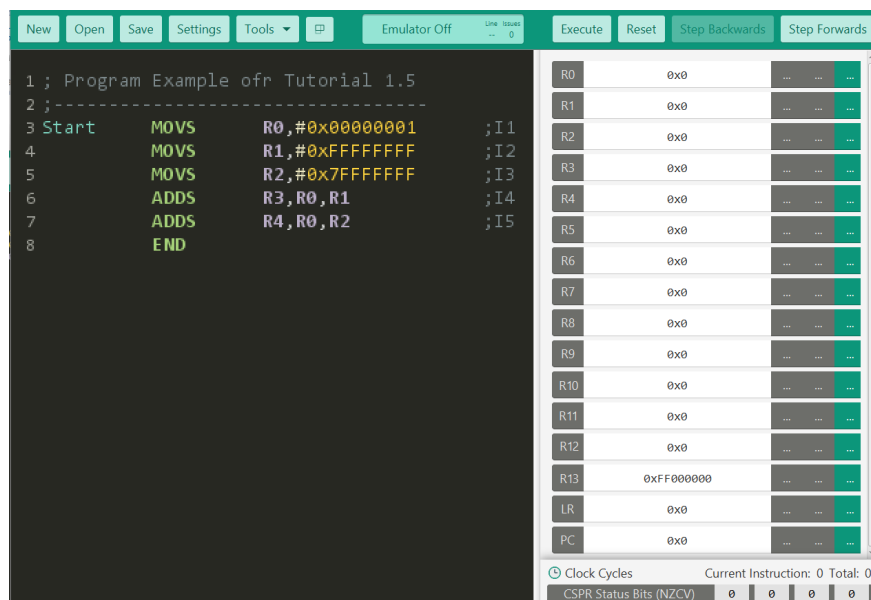 New Open Save Settings Tools Emulator Off Line Issues -- 0 Execute Reset Step Backwards Step Forwards
1 ; Program Example ofr Tutorial 1.5
2 ;----------------------------------
3 Start MOVS R0,#0x00000001 ;I1
4 MOVS R1,#0xFFFFFFFF ;I2
5 MOVS R2,#0x7FFFFFFF ;I3
6 ADDS R3,R0,R1 ;I4
7 ADDS R4,R0,R2 ;I5
8 END
R0 0x0 ... ... ...
R1 0x0 ... ... ...
R2 0x0 ... ... ...
R3 0x0 ... ... ...
R4 0x0 ... ... ...
R5 0x0 ... ... ...
R6 0x0 ... ... ...
R7 0x0 ... ... ...
R8 0x0 ... ... ...
R9 0x0 ... ... ...
R10 0x0 ... ... ...
R11 0x0 ... ... ...
R12 0x0 ... ... ...
R13 0xFF000000 ... ... ...
LR 0x0 ... ... ...
PC 0x0 ... ... ...
Clock Cycles Current Instruction: 0 Total: 0
CSPR Status Bits (NZCV) 0 0 0 0